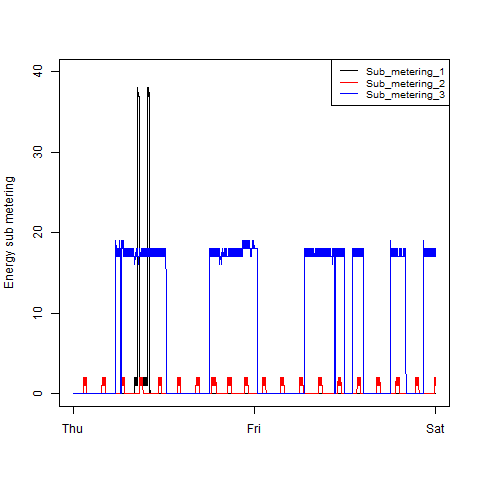 40
30
20
10
0
Energy sub metering
Sub_metering_1
Sub_metering_2
Sub_metering_3
Thu Fri Sat